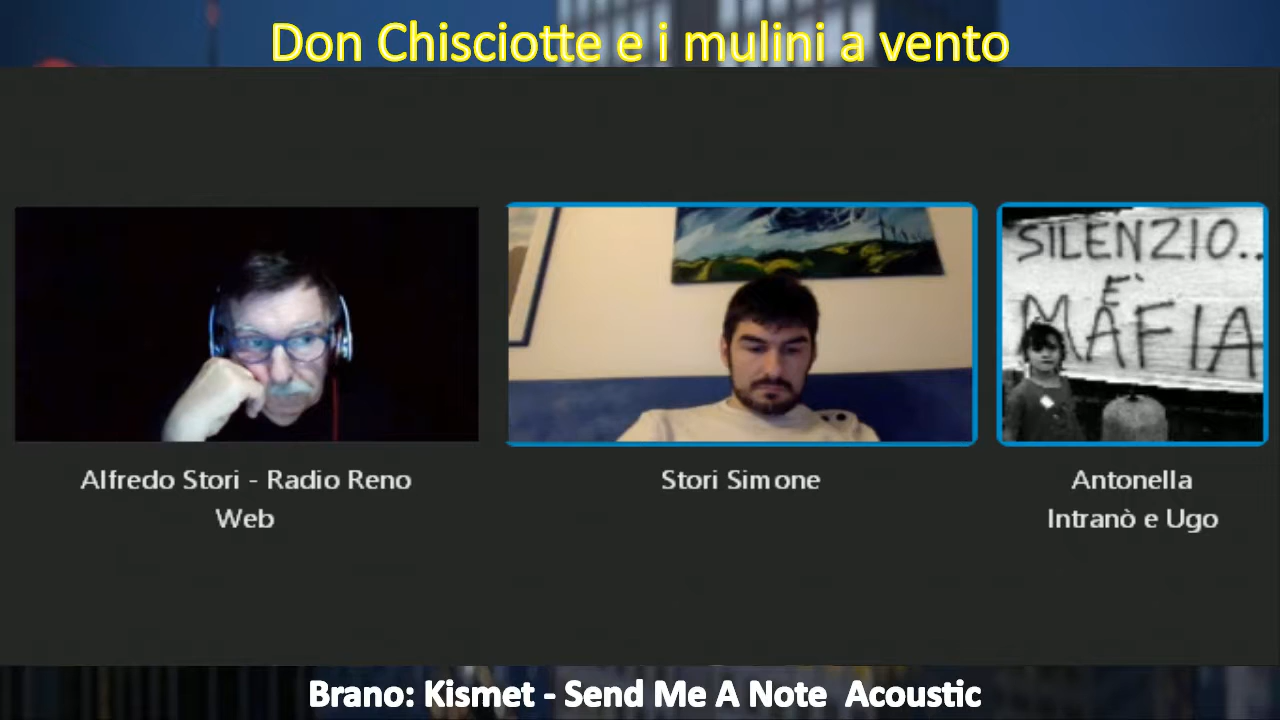 Don Chisciotte e i mulini a vento
SILENZIO..
E'
MAFIA
Alfredo Stori - Radio Reno
Web
Stori Simone
Antonella
Intranò e Ugo
Brano: Kismet - Send Me A Note Acoustic